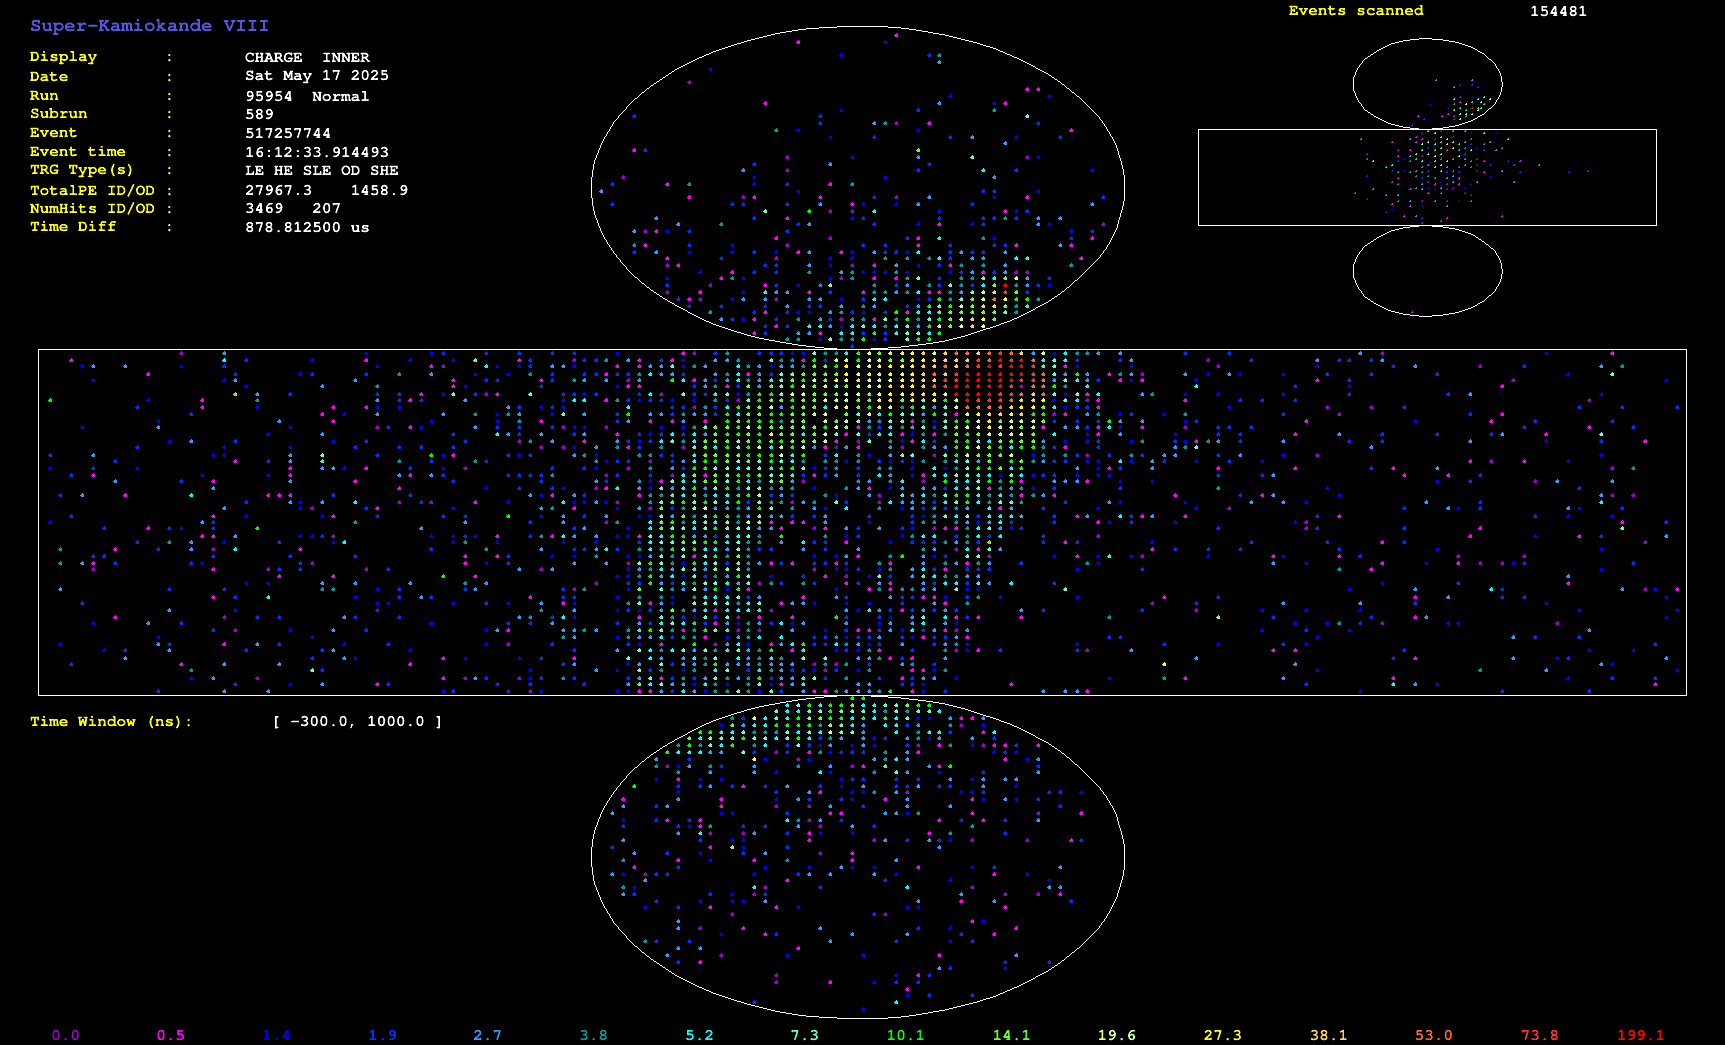 Super-Kamiokande VIII
Display : CHARGE INNER
Date : Sat May 17 2025
Run : 95954 Normal
Subrun : 589
Event : 517257744
Event time : 16:12:33.914493
TRG Type(s) : LE HE SLE OD SHE
TotalPE ID/OD : 27967.3 1458.9
NumHits ID/OD : 3469 207
Time Diff : 878.812500 us
Events scanned 154481
Time Window (ns): [ -300.0, 1000.0 ]
0.0 0.5 1.4 1.9 2.7 3.8 5.2 7.3 10.1 14.1 19.6 27.3 38.1 53.0 73.8 199.1